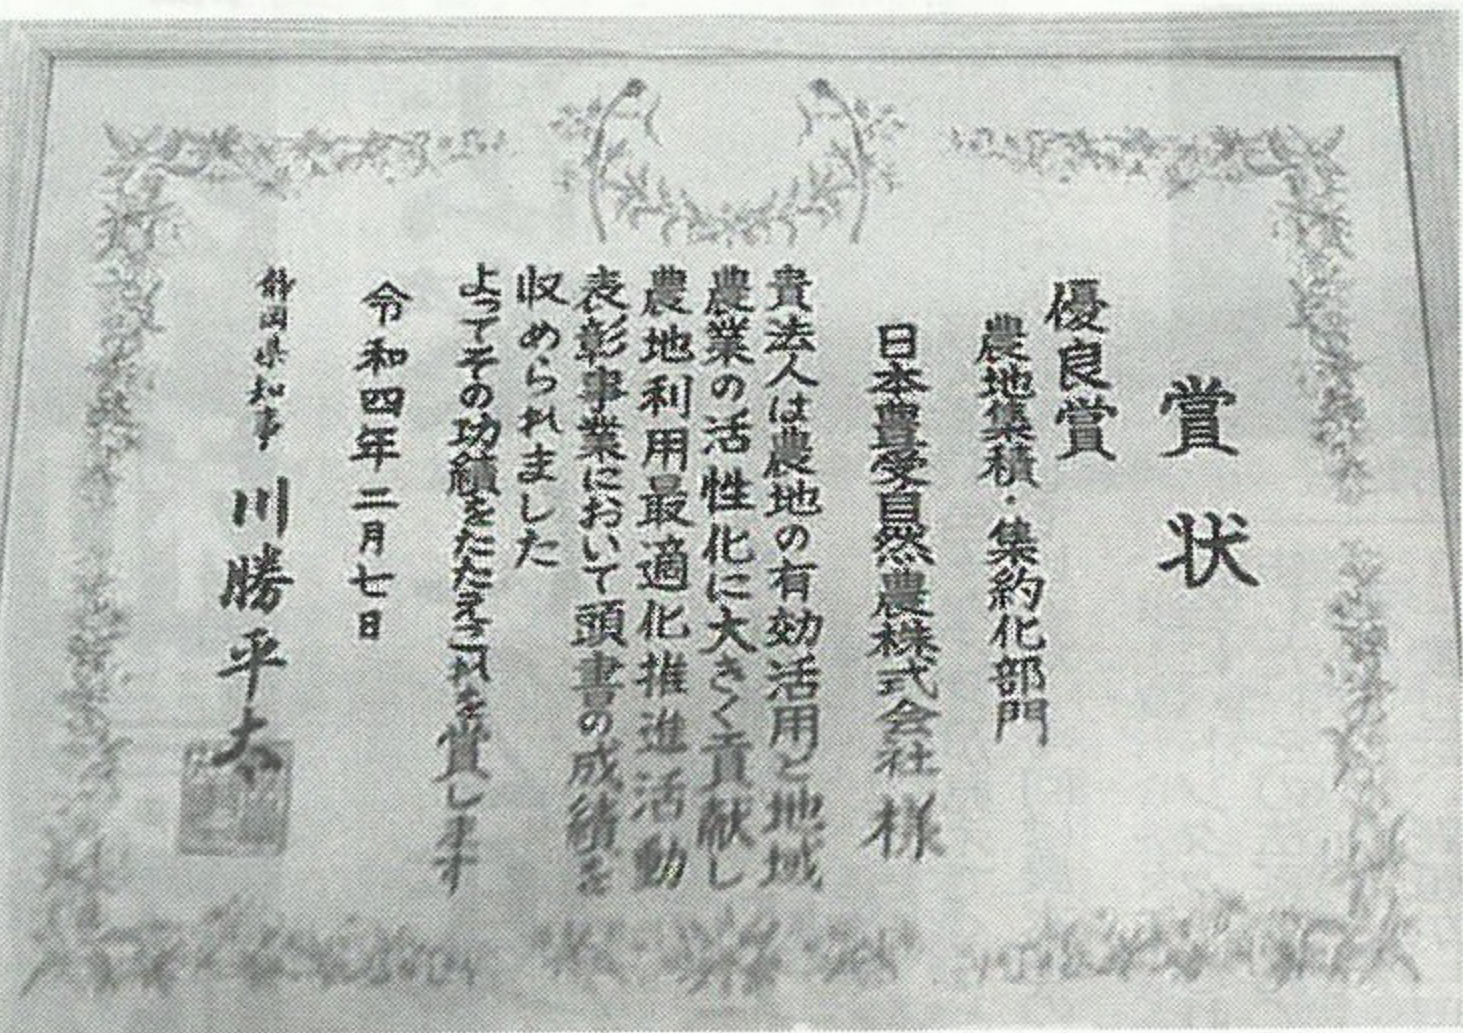 賞状
優良賞
農地集積・集約化部門
日本豊受自然農株式会社 様
貴法人は農地の有効活用と地域
農業の活性化に大きく貢献し
農地利用最適化推進活動
表彰事業において頭書の成績を
収められました
よってその功績をたたえこれを賞します
令和四年二月七日
静岡県知事 川勝平太